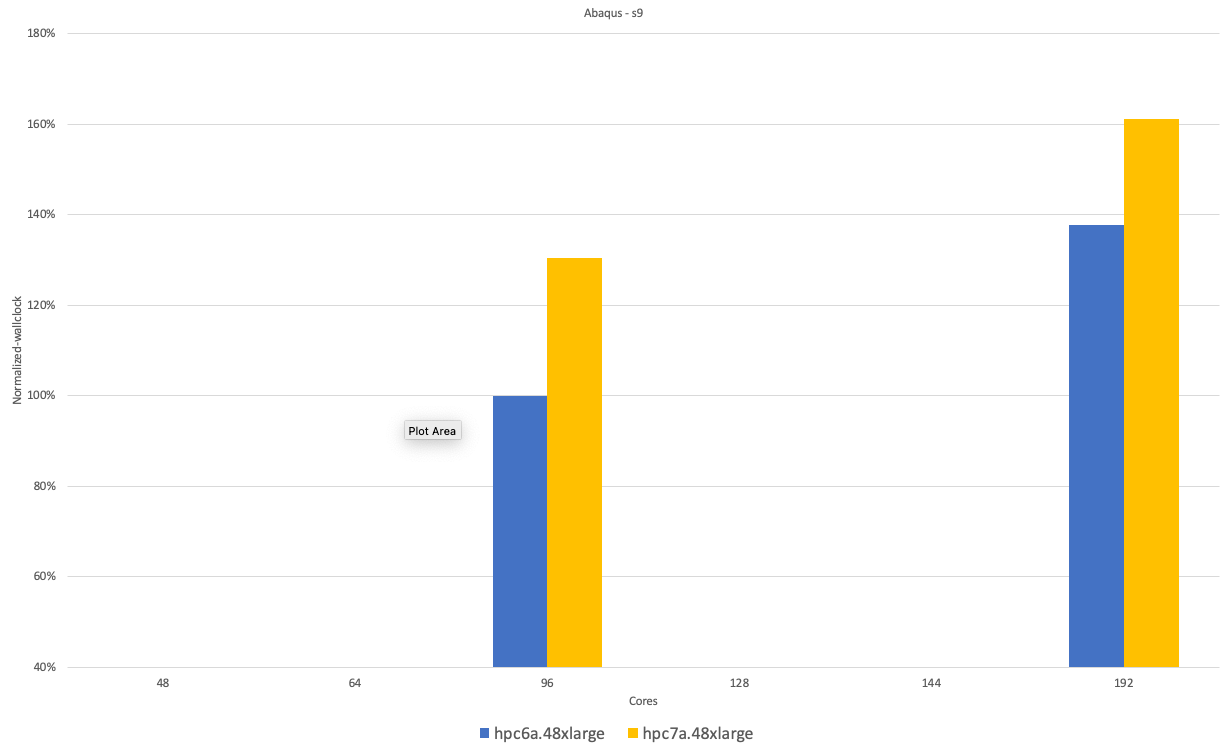 Abaqus - s9
180%
160%
140%
120%
100%
80%
60%
40%
Normalized-wallclock
Plot Area
48 64 96 128 144 192
Cores
hpc6a.48xlarge hpc7a.48xlarge